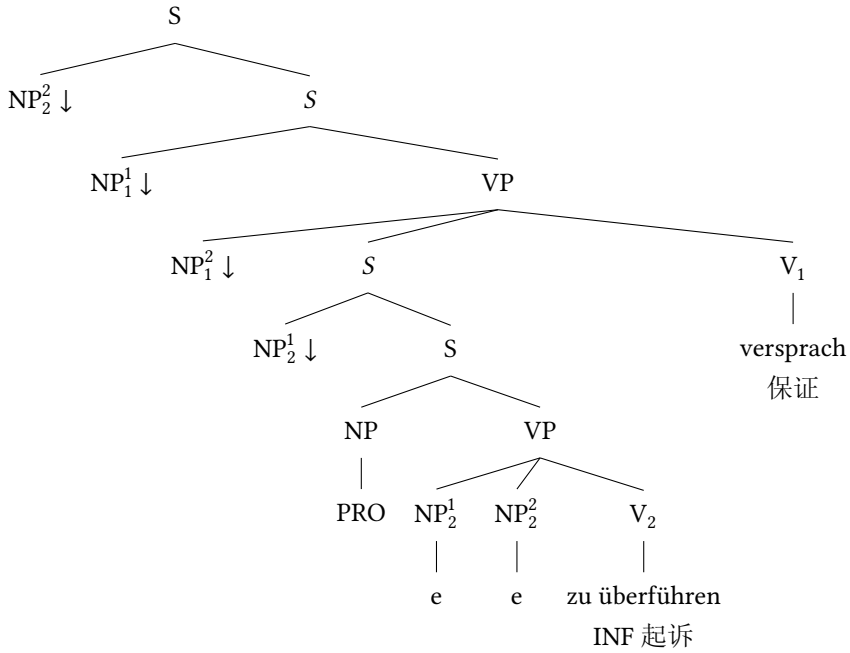 S
NP₂² ↓ S
NP₁¹ ↓ VP
NP₁² ↓ S V₁
NP₂¹ ↓ S versprach
保证
NP VP
PRO NP₂¹ NP₂² V₂
e e zu überführen
INF 起诉